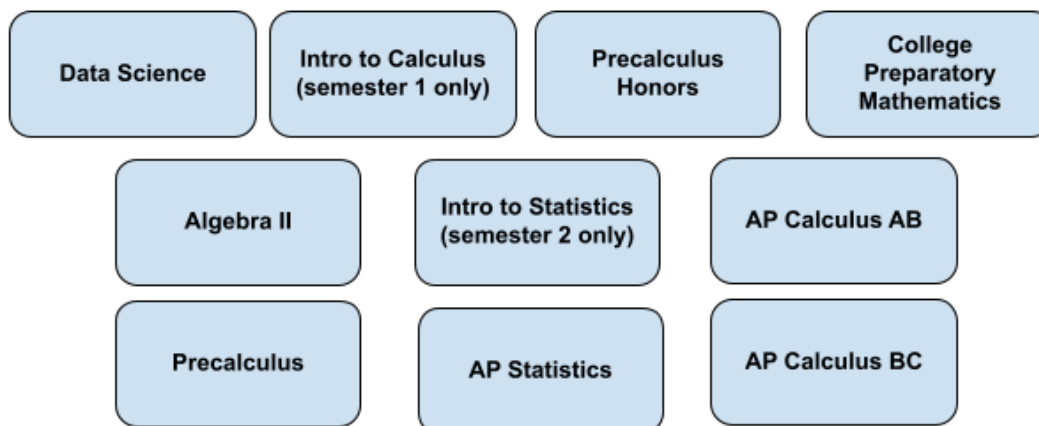 Data Science
Intro to Calculus
(semester 1 only)
Precalculus
Honors
College
Preparatory
Mathematics
Algebra II
Intro to Statistics
(semester 2 only)
AP Calculus AB
Precalculus
AP Statistics
AP Calculus BC